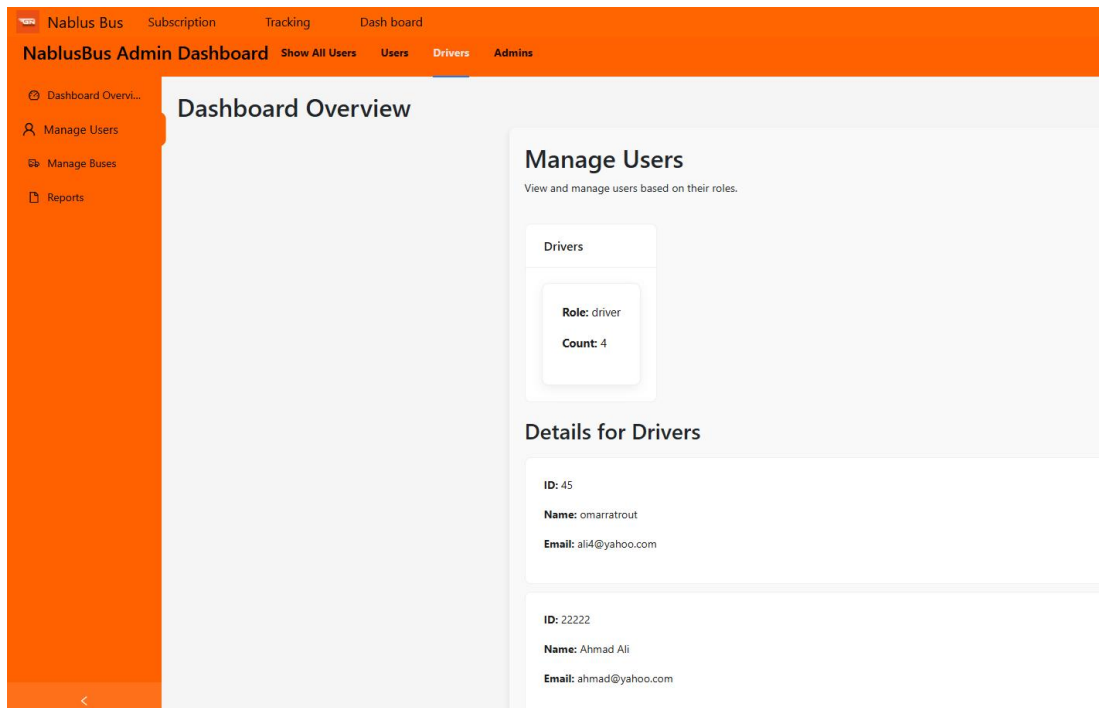 Nablus Bus Subscription Tracking Dash board
NablusBus Admin Dashboard Show All Users Users Drivers Admins
Dashboard Overvi...
Manage Users
Manage Buses
Reports
Dashboard Overview
Manage Users
View and manage users based on their roles.
Drivers
Role: driver
Count: 4
Details for Drivers
ID: 45
Name: omarratrout
Email: ali4@yahoo.com
ID: 22222
Name: Ahmad Ali
Email: ahmad@yahoo.com